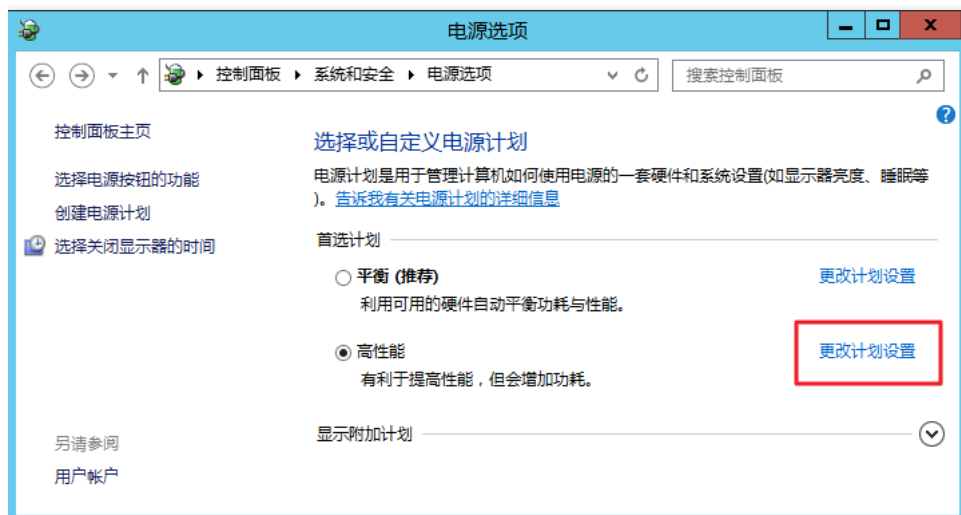 电源选项
控制面板 系统和安全 电源选项
搜索控制面板
控制面板主页
选择电源按钮的功能
创建电源计划
选择关闭显示器的时间
选择或自定义电源计划
电源计划是用于管理计算机如何使用电源的一套硬件和系统设置(如显示器亮度、睡眠等
)。告诉我有关电源计划的详细信息
首选计划
平衡 (推荐) 更改计划设置
利用可用的硬件自动平衡功耗与性能。
高性能 更改计划设置
有利于提高性能，但会增加功耗。
显示附加计划
另请参阅
用户帐户